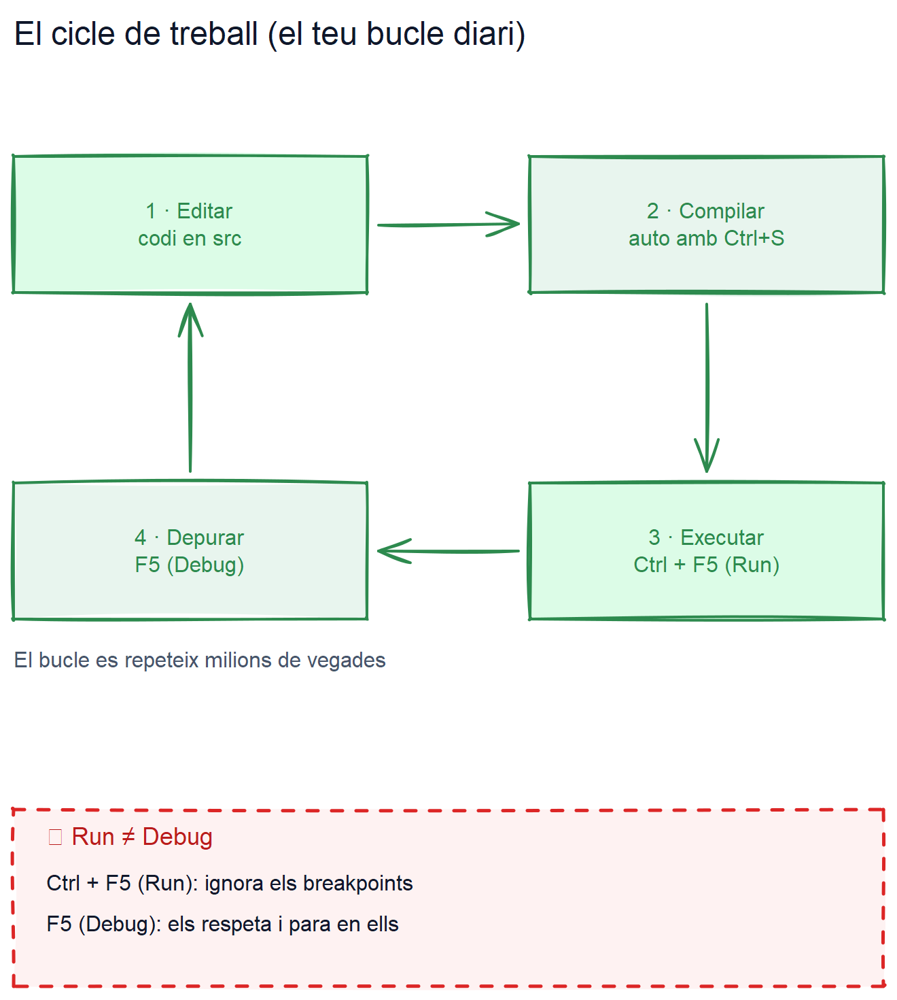 El cicle de treball (el teu bucle diari)
1 · Editar
codi en src
2 · Compilar
auto amb Ctrl+S
4 · Depurar
F5 (Debug)
3 · Executar
Ctrl + F5 (Run)
El bucle es repeteix milions de vegades
Run ≠ Debug
Ctrl + F5 (Run): ignora els breakpoints
F5 (Debug): els respeta i para en ells